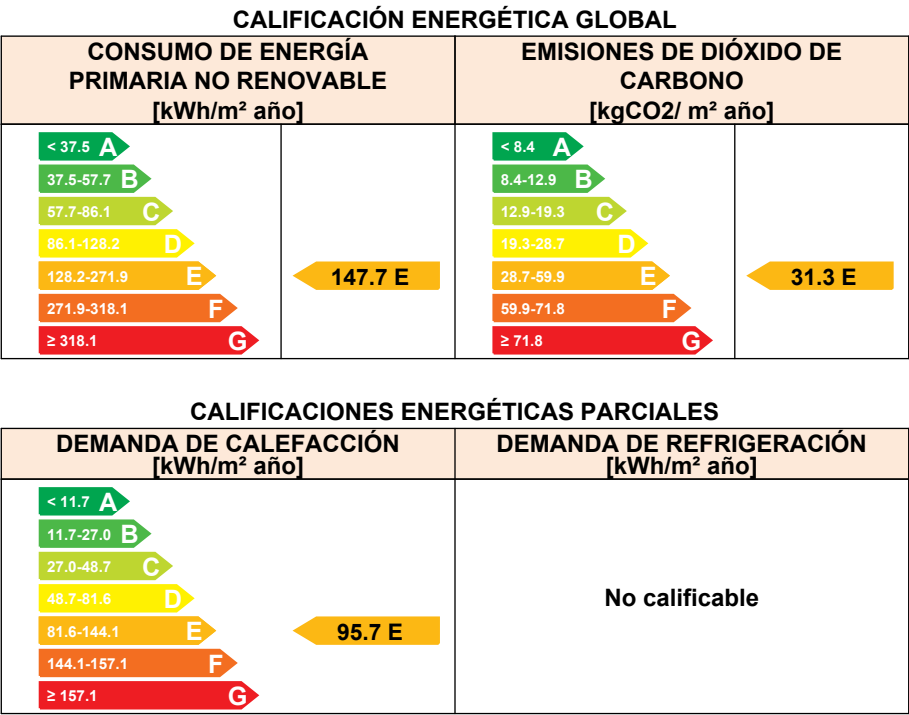 CALIFICACIÓN ENERGÉTICA GLOBAL
CONSUMO DE ENERGÍA
PRIMARIA NO RENOVABLE
[kWh/m² año]
EMISIONES DE DIÓXIDO DE
CARBONO
[kgCO2/ m² año]
< 37.5 A
37.5-57.7 B
57.7-86.1 C
86.1-128.2 D
128.2-271.9 E
271.9-318.1 F
≥ 318.1 G
147.7 E
< 8.4 A
8.4-12.9 B
12.9-19.3 C
19.3-28.7 D
28.7-59.9 E
59.9-71.8 F
≥ 71.8 G
31.3 E
CALIFICACIONES ENERGÉTICAS PARCIALES
DEMANDA DE CALEFACCIÓN
[kWh/m² año]
DEMANDA DE REFRIGERACIÓN
[kWh/m² año]
< 11.7 A
11.7-27.0 B
27.0-48.7 C
48.7-81.6 D
81.6-144.1 E
144.1-157.1 F
≥ 157.1 G
95.7 E
No calificable